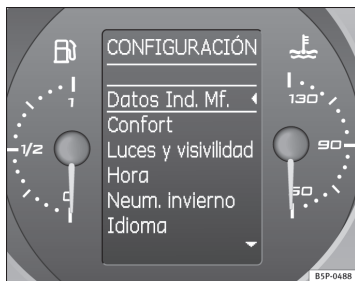 CONFIGURACIÓN
Datos Ind. Mf.
Confort
Luces y visivilidad
Hora
Neum. invierno
Idioma
1
1/2
0
130
90
50
B5P-0488